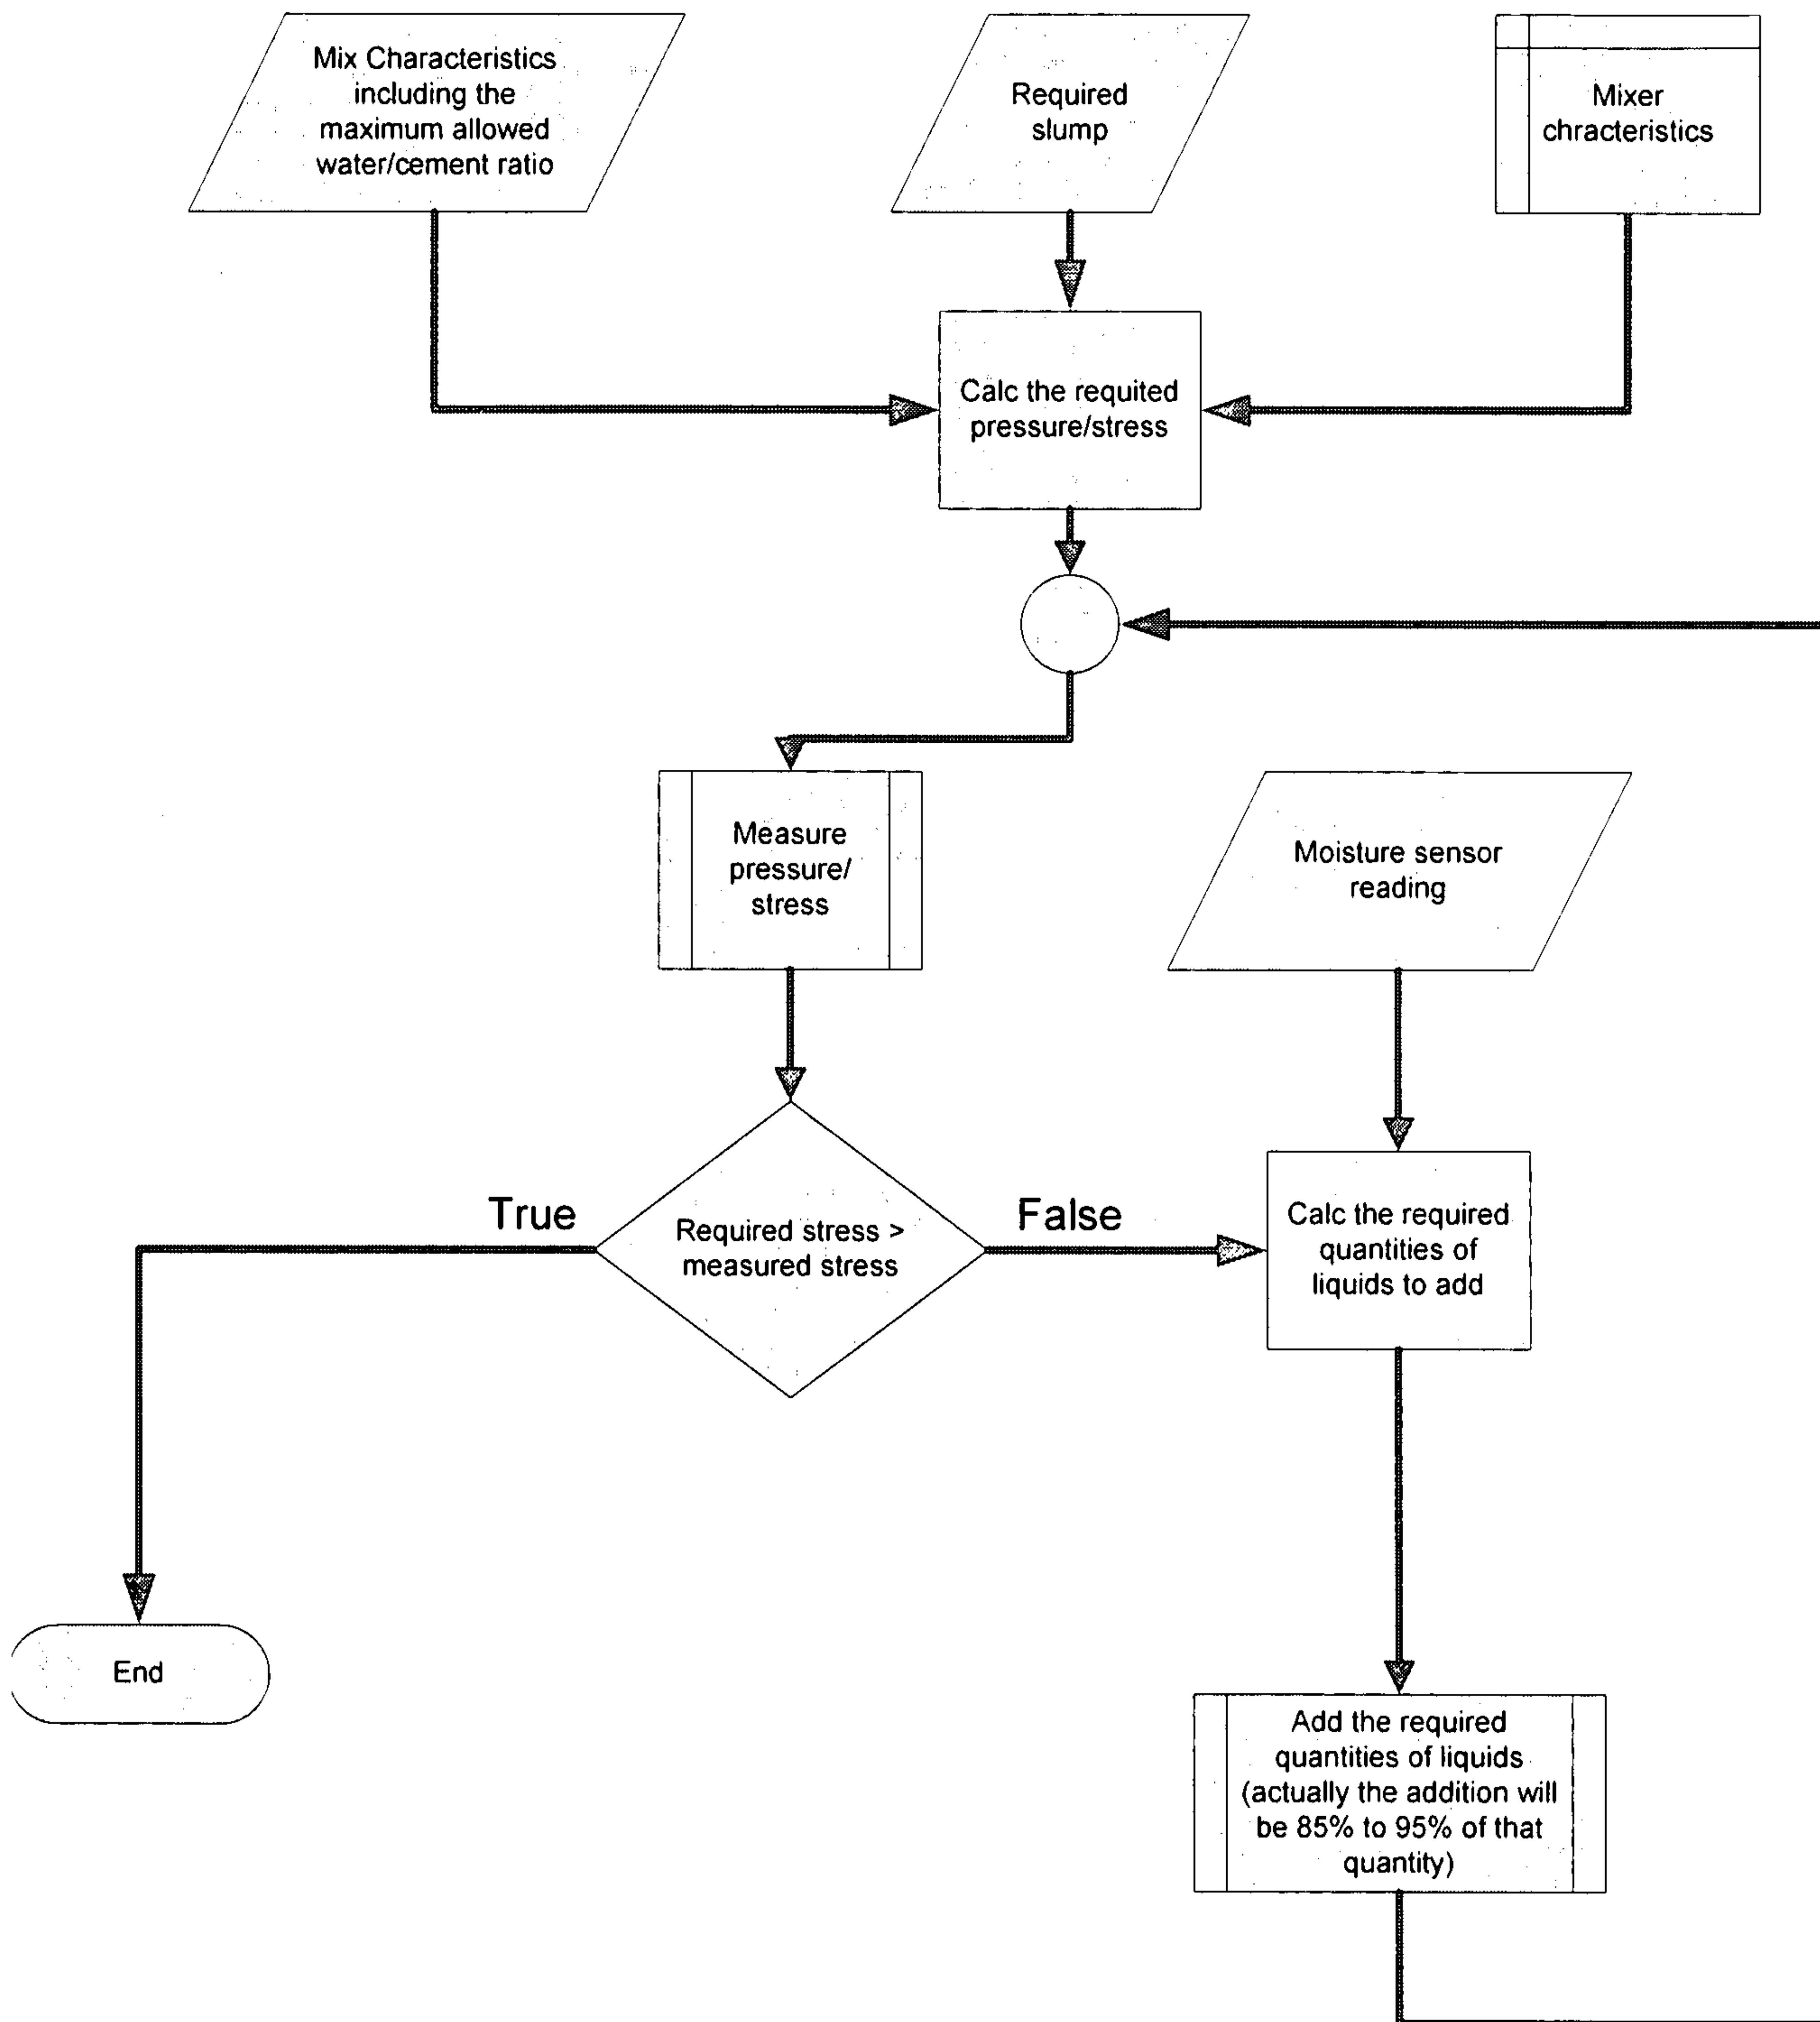 Mix Characteristics
including the
maximum allowed
water/cement ratio
Required
slump
Mixer
chracteristics
Calc the requited
pressure/stress
Measure
pressure/
stress
Moisture sensor
reading
True
Required stress >
measured stress
False
Calc the required
quantities of
liquids to add
End
Add the required
quantities of liquids
(actually the addition will
be 85% to 95% of that
quantity)